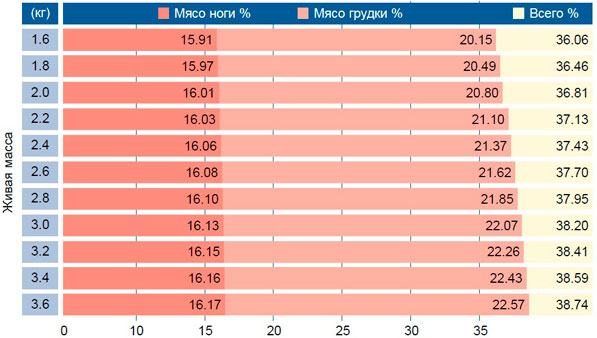 (кг) Мясо ноги % Мясо грудки % Всего %
1.6 15.91 20.15 36.06
1.8 15.97 20.49 36.46
2.0 16.01 20.80 36.81
2.2 16.03 21.10 37.13
2.4 16.06 21.37 37.43
2.6 16.08 21.62 37.70
2.8 16.10 21.85 37.95
3.0 16.13 22.07 38.20
3.2 16.15 22.26 38.41
3.4 16.16 22.43 38.59
3.6 16.17 22.57 38.74
0 10 15 20 25 30 35
Живая масса